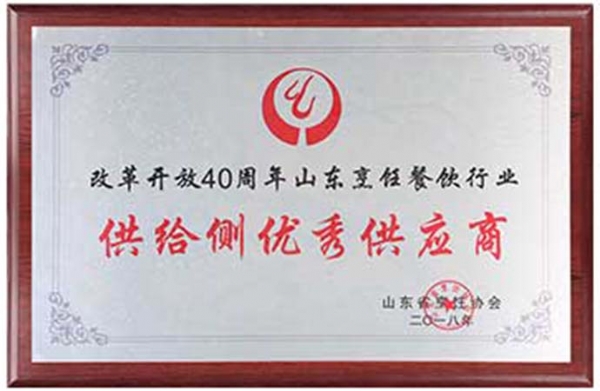 改革开放40周年山东烹饪餐饮行业
供给侧优秀供应商
山东省烹饪协会
二〇一八年